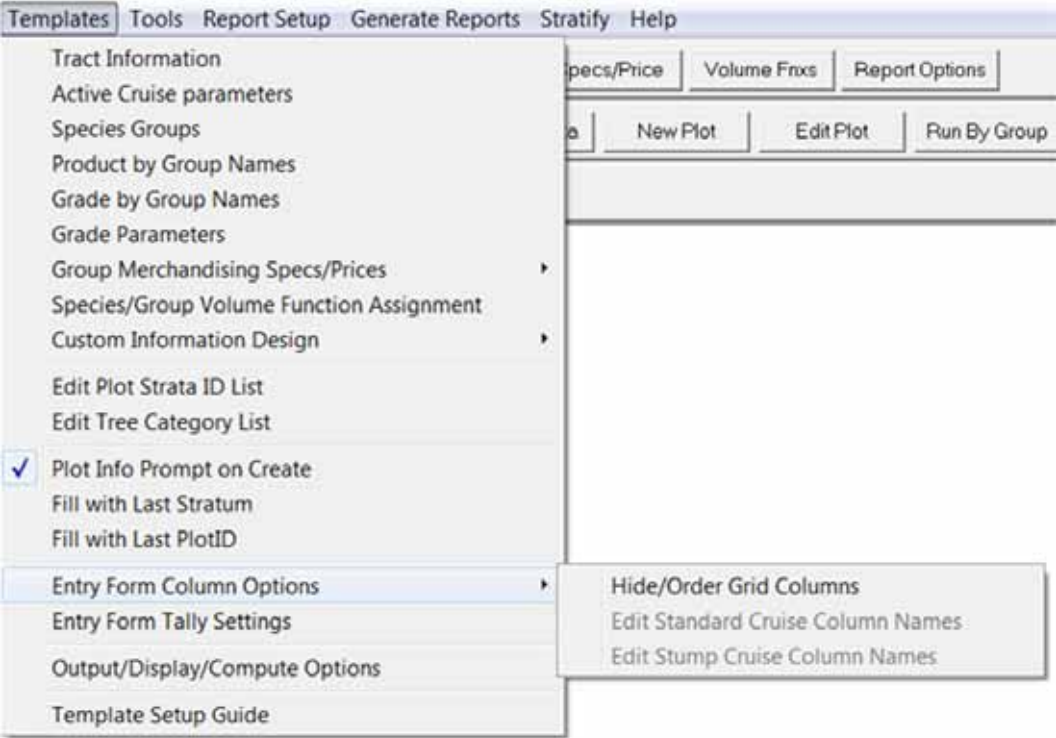 Templates Tools Report Setup Generate Reports Stratify Help
Tract Information
pecs/Price Volume Fnxs Report Options
Active Cruise parameters
Species Groups
a New Plot Edit Plot Run By Group
Product by Group Names
Grade by Group Names
Grade Parameters
Group Merchandising Specs/Prices
Species/Group Volume Function Assignment
Custom Information Design
Edit Plot Strata ID List
Edit Tree Category List
Plot Info Prompt on Create
Fill with Last Stratum
Fill with Last PlotID
Entry Form Column Options
Hide/Order Grid Columns
Entry Form Tally Settings
Edit Standard Cruise Column Names
Edit Stump Cruise Column Names
Output/Display/Compute Options
Template Setup Guide